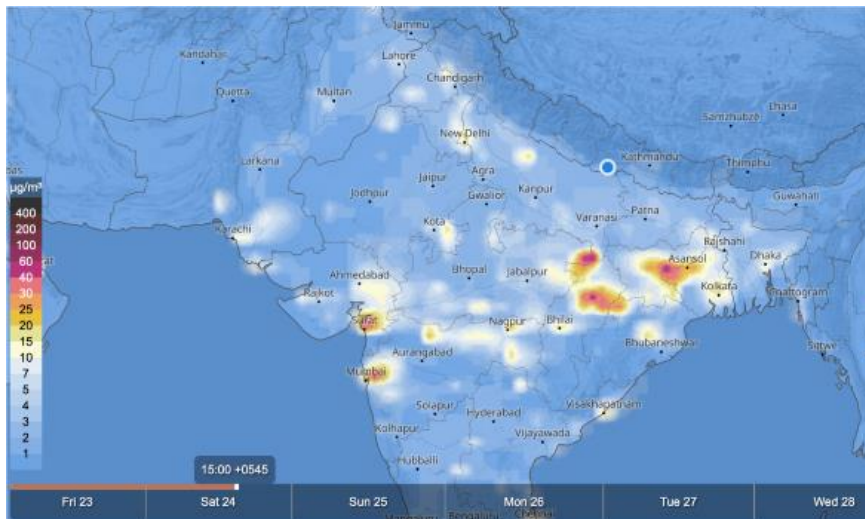 Jammu
Kandahar
Lahore
Chandigarh
Quetta
Multan
Lhasa
Samzhubzê
New Delhi
Larkana
Kathmandu
Thimphu
Agra
Jaipur
Jodhpur
Gwalior
Kanpur
Guwahati
µg/m³
Patna
Kota
Varanasi
Karachi
Rajshahi
400
200
Dhaka
Asansol
100
Ahmedabad
Bhopal
Jabalpur
60
Rajkot
Kolkata
Chattogram
40
30
25
Surat
Nagpur
Bhilai
20
Bhubaneshwar
Sittwe
15
Aurangabad
10
Mumbai
7
5
Solapur
Hyderabad
Visakhapatnam
4
Kolhapur
3
Vijayawada
2
Hubballi
1
15:00 +0545
Fri 23
Sat 24
Sun 25
Mon 26
Tue 27
Wed 28